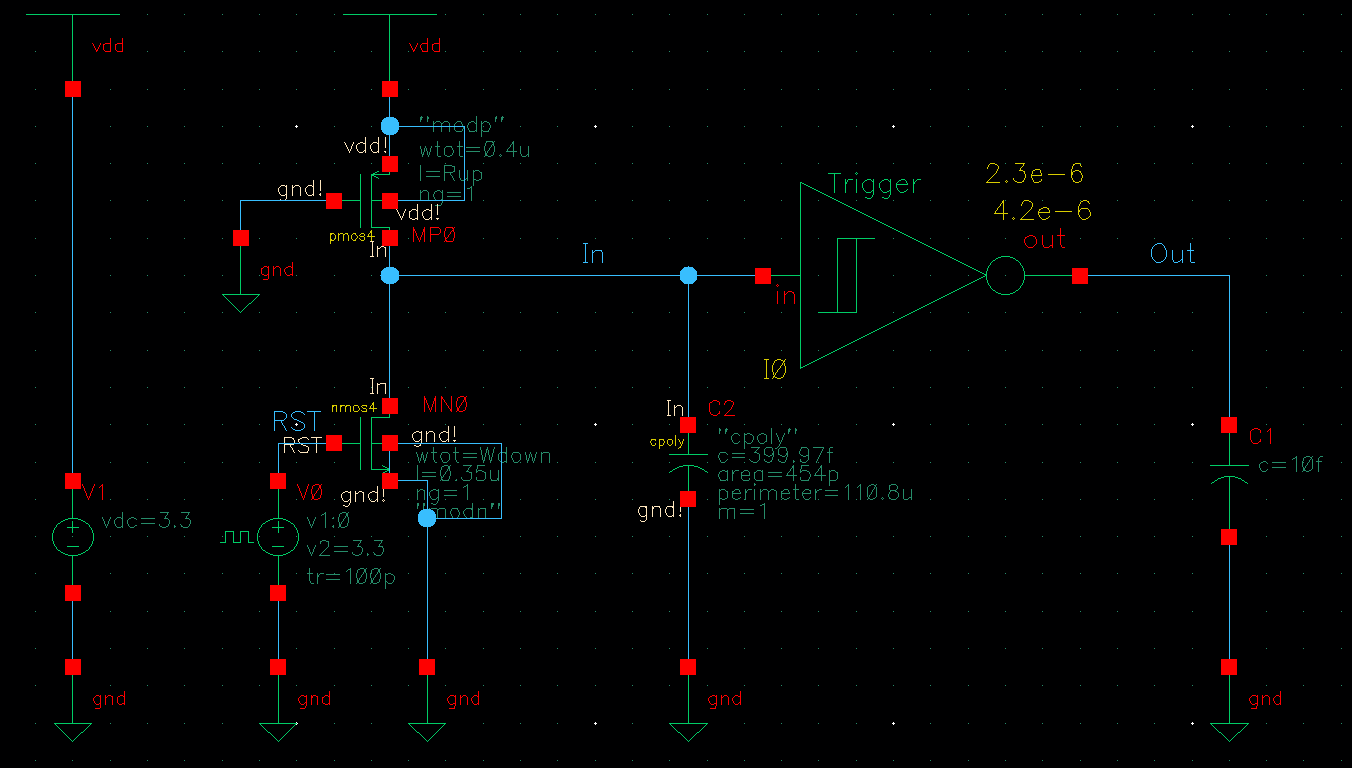 vdd
vdd
"modp"
wtot=0.4u
l=Rup
ng=1
vdd!
gnd!
vdd!
pmos4
MP0
In
gnd
In
Trigger
2.3e-6
4.2e-6
out
Out
in
I0
In
nmos4
MN0
RST
RST
gnd!
wtot=Wdown
l=0.35u
ng=1
"modn"
gnd!
In
C2
cpoly
"cpoly"
c=399.97f
area=454p
perimeter=110.8u
m=1
gnd!
C1
c=10f
V1
vdc=3.3
V0
v1:0
v2=3.3
tr=100p
gnd
gnd
gnd
gnd
gnd